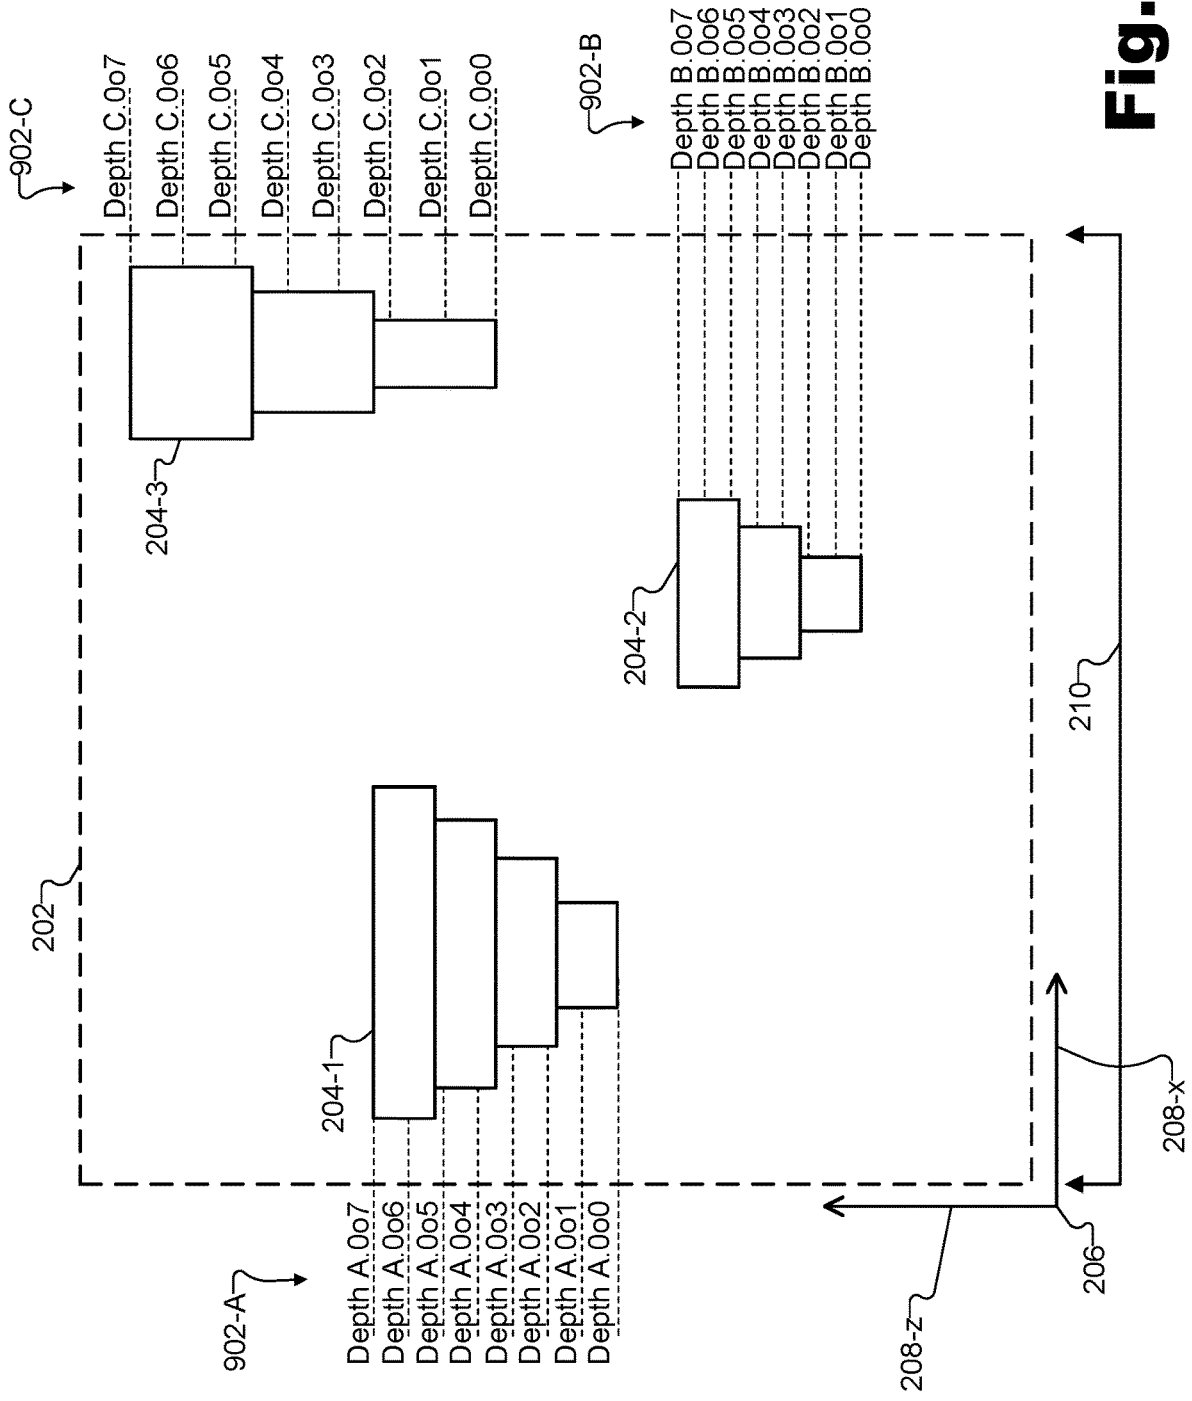 902-C
Depth C.0o7
Depth C.0o6
Depth C.0o5
Depth C.0o4
Depth C.0o3
Depth C.0o2
Depth C.0o1
Depth C.0o0
902-B
Depth B.0o7
Depth B.0o6
Depth B.0o5
Depth B.0o4
Depth B.0o3
Depth B.0o2
Depth B.0o1
Depth B.0o0
Fig.
204-3
204-2
202
204-1
210
902-A
Depth A.0o7
Depth A.0o6
Depth A.0o5
Depth A.0o4
Depth A.0o3
Depth A.0o2
Depth A.0o1
Depth A.0o0
208-z
206
208-x